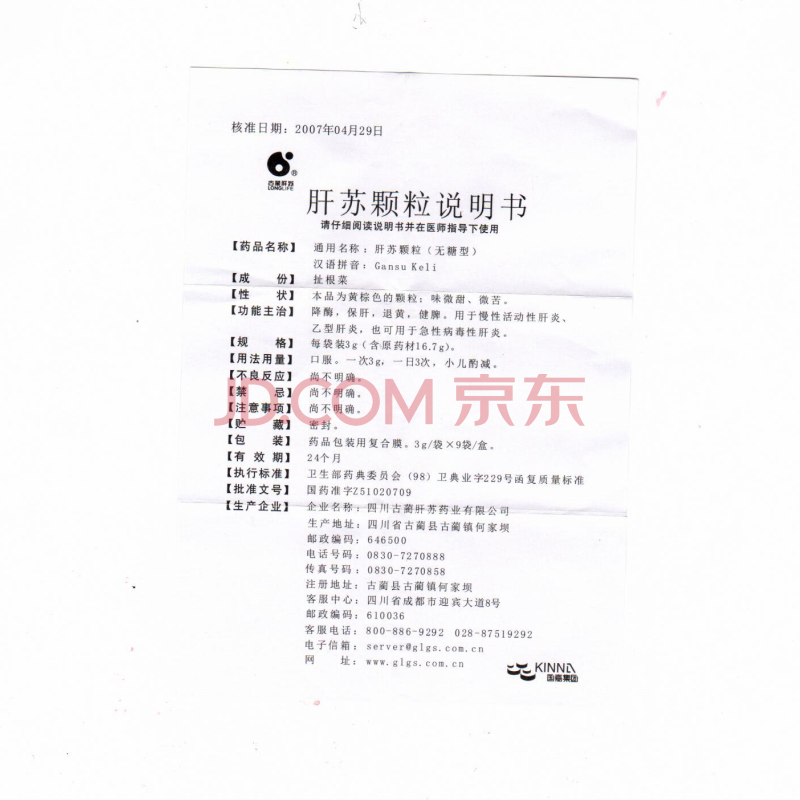 核准日期：2007年04月29日
古蔺肝苏
LONGLIFE
®
肝苏颗粒说明书
请仔细阅读说明书并在医师指导下使用
【药品名称】 通用名称：肝苏颗粒（无糖型）
汉语拼音：Gansu Keli
【成 份】 扯根菜
【性 状】 本品为黄棕色的颗粒；味微甜、微苦。
【功能主治】 降酶，保肝，退黄，健脾。用于慢性活动性肝炎、
乙型肝炎，也可用于急性病毒性肝炎。
【规 格】 每袋装3g（含原药材16.7g）。
【用法用量】 口服。一次3g，一日3次，小儿酌减。
【不良反应】 尚不明确。
【禁 忌】 尚不明确。
【注意事项】 尚不明确。
JD.COM 京东
【贮 藏】 密封。
【包 装】 药品包装用复合膜。3g/袋×9袋/盒。
【有 效 期】 24个月
【执行标准】 卫生部药典委员会（98）卫典业字229号函复质量标准
【批准文号】 国药准字Z51020709
【生产企业】 企业名称：四川古蔺肝苏药业有限公司
生产地址：四川省古蔺县古蔺镇何家坝
邮政编码：646500
电话号码：0830-7270888
传真号码：0830-7270858
注册地址：古蔺县古蔺镇何家坝
客服中心：四川省成都市迎宾大道8号
邮政编码：610036
客服电话：800-886-9292 028-87519292
电子信箱：server@glgs.com.cn
网 址：www.glgs.com.cn
KINNA
国嘉集团